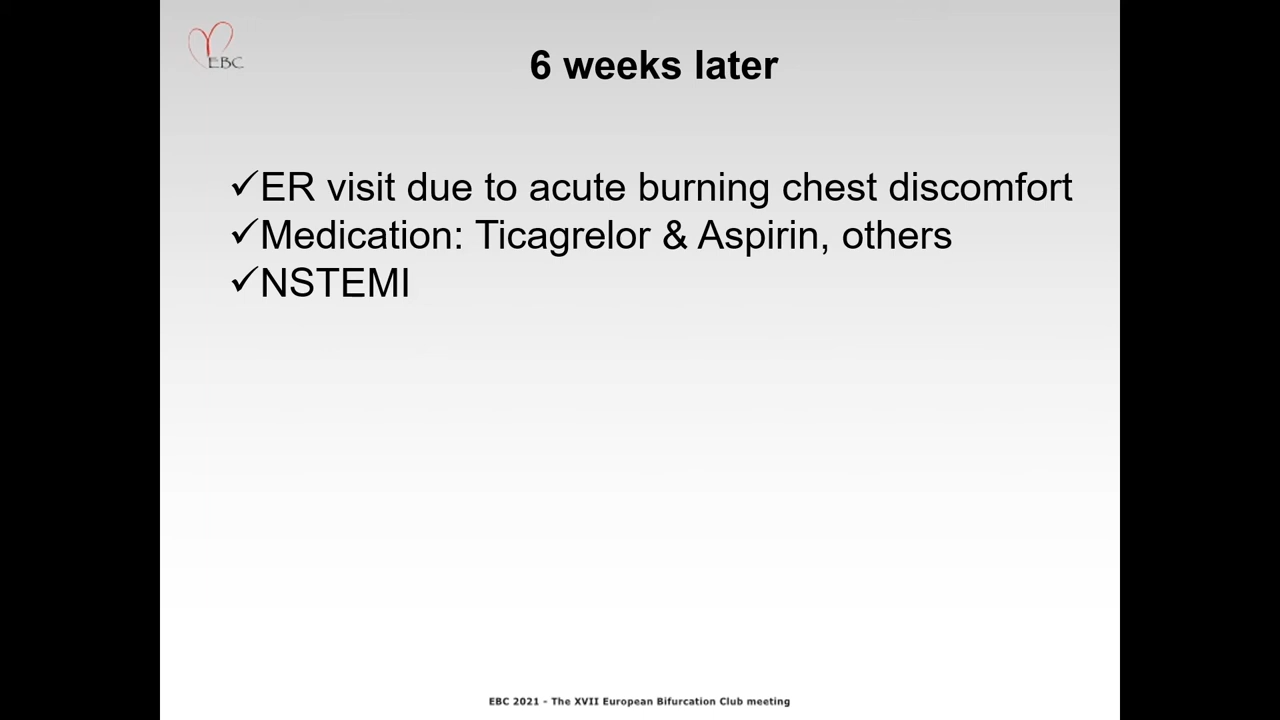 EBC
6 weeks later
✓ER visit due to acute burning chest discomfort
✓Medication: Ticagrelor & Aspirin, others
✓NSTEMI
EBC 2021 - The XVII European Bifurcation Club meeting